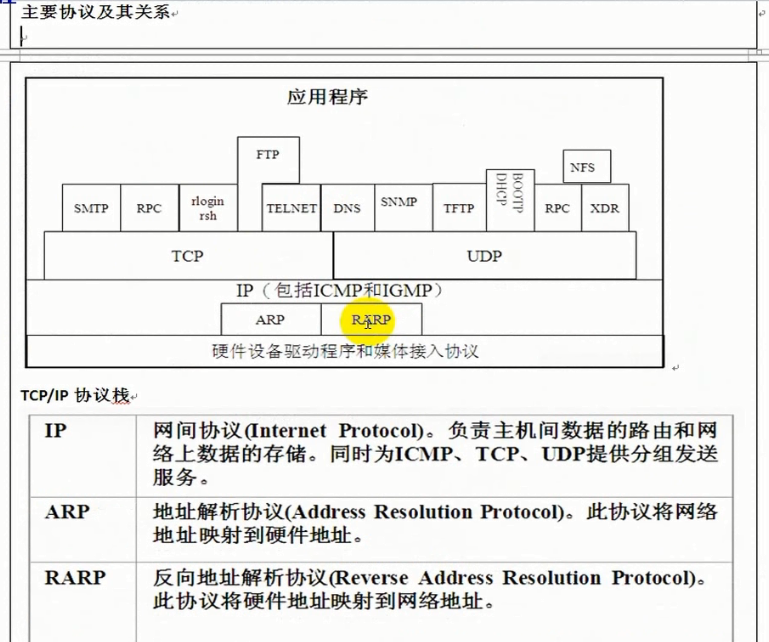 主要协议及其关系
应用程序
FTP
NFS
SMTP
RPC
rlogin
rsh
TELNET
DNS
SNMP
TFTP
BOOTP
DHCP
RPC
XDR
TCP
UDP
IP（包括ICMP和IGMP）
ARP
RARP
硬件设备驱动程序和媒体接入协议
TCP/IP 协议栈
IP
网间协议(Internet Protocol)。负责主机间数据的路由和网
络上数据的存储。同时为ICMP、TCP、UDP提供分组发送
服务。
ARP
地址解析协议(Address Resolution Protocol)。此协议将网络
地址映射到硬件地址。
RARP
反向地址解析协议(Reverse Address Resolution Protocol)。
此协议将硬件地址映射到网络地址。